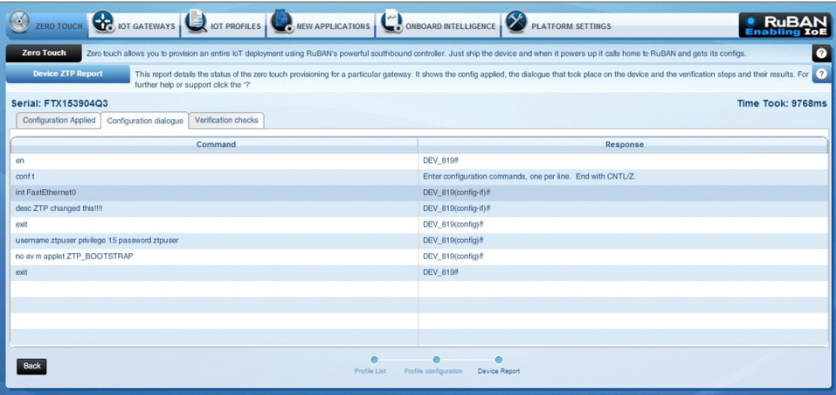 ZERO TOUCH IOT GATEWAYS IOT PROFILES NEW APPLICATIONS ONBOARD INTELLIGENCE PLATFORM SETTINGS RuBAN
Enabling IoE
Zero Touch Zero touch allows you to provision an entire IoT deployment using RuBAN's powerful southbound controller. Just ship the device and when it powers up it calls home to RuBAN and gets its configs. ?
Device ZTP Report This report details the status of the zero touch provisioning for a particular gateway. It shows the config applied, the dialogue that took place on the device and the verification steps and their results. For ?
further help or support click the '?'
Serial: FTX153904Q3 Time Took: 9768ms
Configuration Applied Configuration dialogue Verification checks
Command Response
en DEV_819#
conf t Enter configuration commands, one per line. End with CNTL/Z.
int FastEthernet0 DEV_819(config-if)#
desc ZTP changed this!!!! DEV_819(config-if)#
exit DEV_819(config)#
username ztpuser privilege 15 password ztpuser DEV_819(config)#
no ev m applet ZTP_BOOTSTRAP DEV_819(config)#
exit DEV_819#
Back
Profile List Profile configuration Device Report